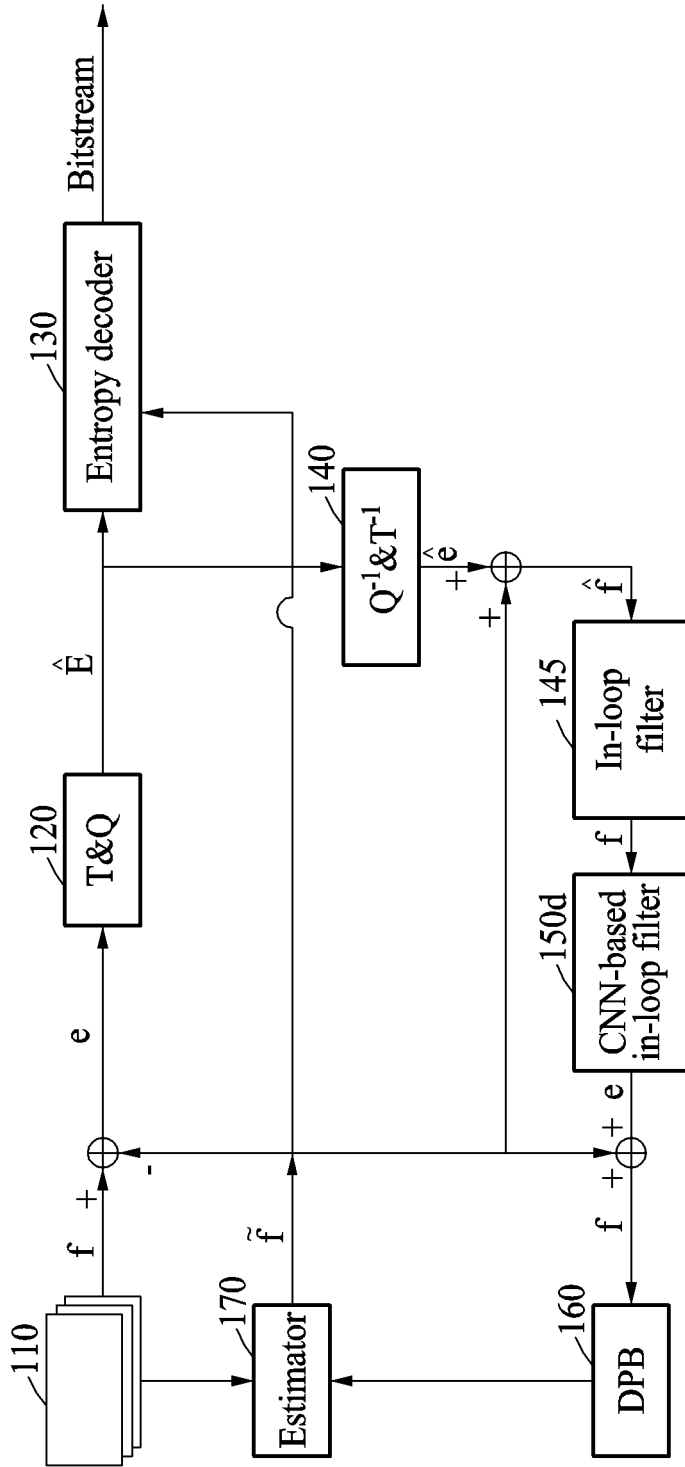 110
f
+
-
e
120
T&Q
Ê
130
Entropy decoder
Bitstream
170
Estimator
f̃
140
Q⁻¹&T⁻¹
ê
+
+
f̂
145
In-loop
filter
f
150d
CNN-based
in-loop filter
e
+
+
f
160
DPB